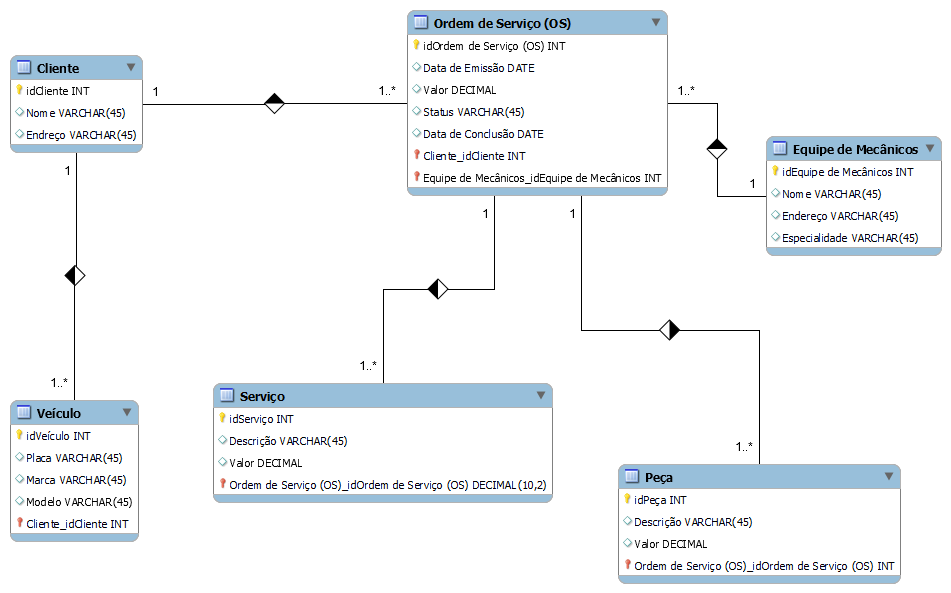 Ordem de Serviço (OS)
idOrdem de Serviço (OS) INT
Data de Emissão DATE
Valor DECIMAL
Status VARCHAR(45)
Data de Conclusão DATE
Cliente_idCliente INT
Equipe de Mecânicos_idEquipe de Mecânicos INT
Cliente
idCliente INT
Nome VARCHAR(45)
Endreço VARCHAR(45)
1
1..*
1..*
1
Equipe de Mecânicos
idEquipe de Mecânicos INT
Nome VARCHAR(45)
Endereço VARCHAR(45)
Especialidade VARCHAR(45)
1
1..*
1
1..*
1
1..*
Veículo
idVeículo INT
Placa VARCHAR(45)
Marca VARCHAR(45)
Modelo VARCHAR(45)
Cliente_idCliente INT
Serviço
idServiço INT
Descrição VARCHAR(45)
Valor DECIMAL
Ordem de Serviço (OS)_idOrdem de Serviço (OS) DECIMAL(10,2)
Peça
idPeça INT
Descrição VARCHAR(45)
Valor DECIMAL
Ordem de Serviço (OS)_idOrdem de Serviço (OS) INT